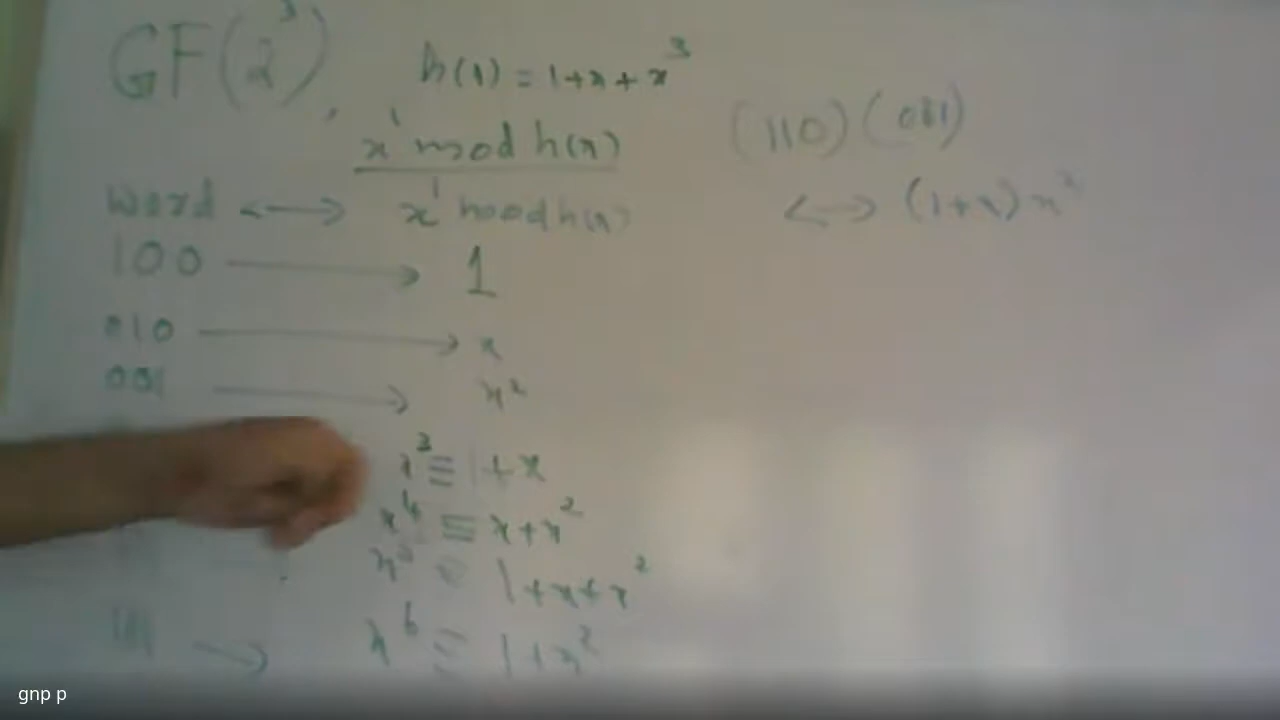 GF(2³), h(x) = 1+x+x³
xⁱ mod h(x)
(110)(001)
word ↔ xⁱ mod h(x)
↔ (1+x)x²
100 → 1
010 → x
001 → x²
x³ ≡ 1+x
x⁴ ≡ x+x²
x⁵ ≡ 1+x+x²
x⁶ ≡ 1+x²
gnp p